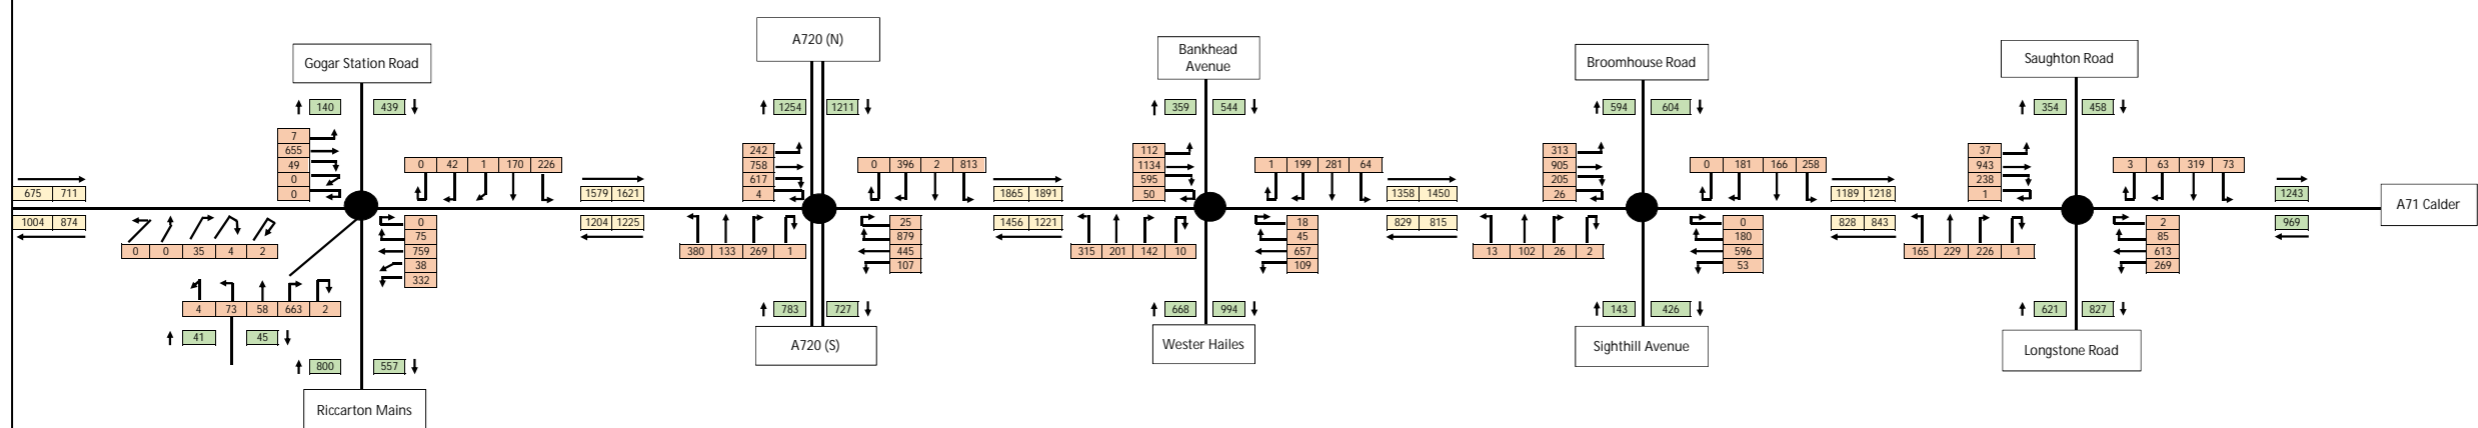 A720 (N)
Bankhead
Avenue
Gogar Station Road
Broomhouse Road
Saughton Road
140 439
1254 1211
359 544
594 604
354 458
7
655
49
0
0
0 42 1 170 226
242
758
617
4
0 396 2 813
112
1134
595
50
1 199 281 64
313
905
205
26
0 181 166 258
37
943
238
1
3 63 319 73
675 711
1579 1621
1865 1891
1358 1450
1189 1218
1243
A71 Calder
1004 874
1204 1225
1456 1221
829 815
828 843
969
0 0 35 4 2
0
75
759
38
332
380 133 269 1
25
879
445
107
315 201 142 10
18
45
657
109
13 102 26 2
0
180
596
53
165 229 226 1
2
85
613
269
4 73 58 663 2
41 45
800 557
783 727
668 994
143 426
621 827
A720 (S)
Wester Hailes
Sighthill Avenue
Longstone Road
Riccarton Mains